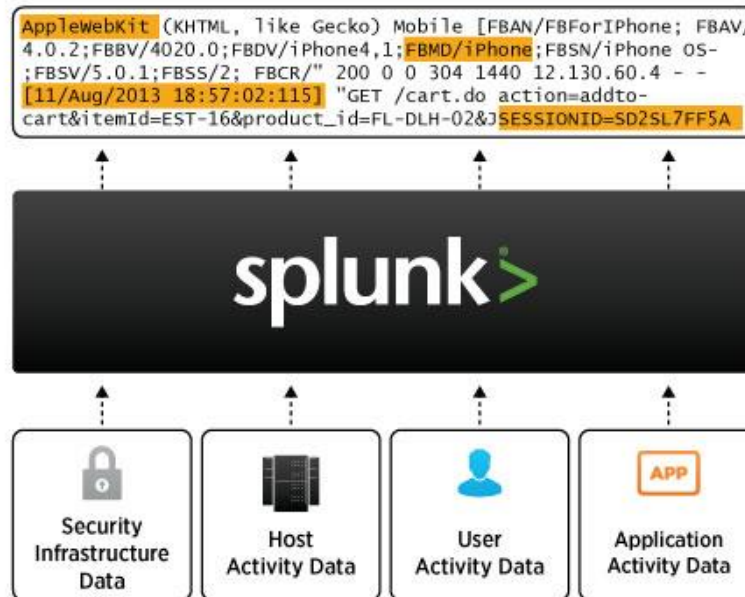 AppleWebKit (KHTML, like Gecko) Mobile [FBAN/FBForIPhone; FBAV/
4.0.2;FBBV/4020.0;FBDV/iPhone4,1;FBMD/iPhone;FBSN/iPhone OS-
;FBSV/5.0.1;FBSS/2; FBCR/" 200 0 0 304 1440 12.130.60.4 - -
[11/Aug/2013 18:57:02:115] "GET /cart.do action=addto-
cart&itemId=EST-16&product_id=FL-DLH-02&JSESSIONID=SD2SL7FF5A
splunk>
Security
Infrastructure
Data
Host
Activity Data
User
Activity Data
APP
Application
Activity Data